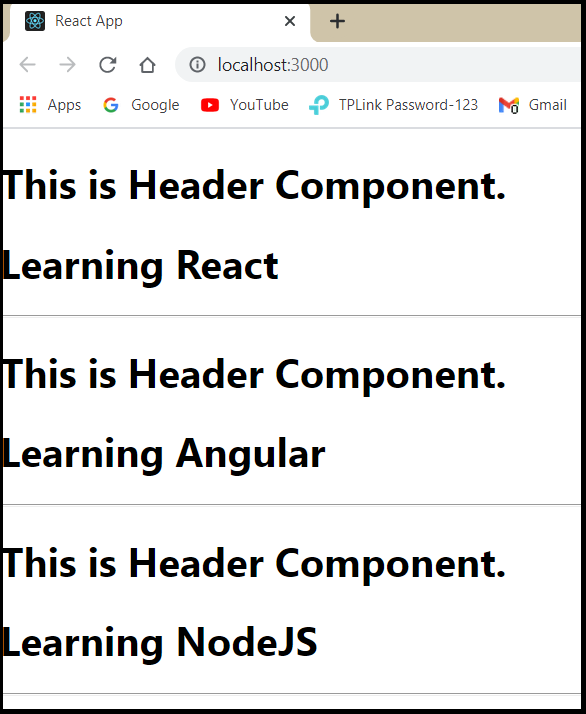 React App
localhost:3000
Apps Google YouTube TPLink Password-123 Gmail
This is Header Component.
Learning React
This is Header Component.
Learning Angular
This is Header Component.
Learning NodeJS